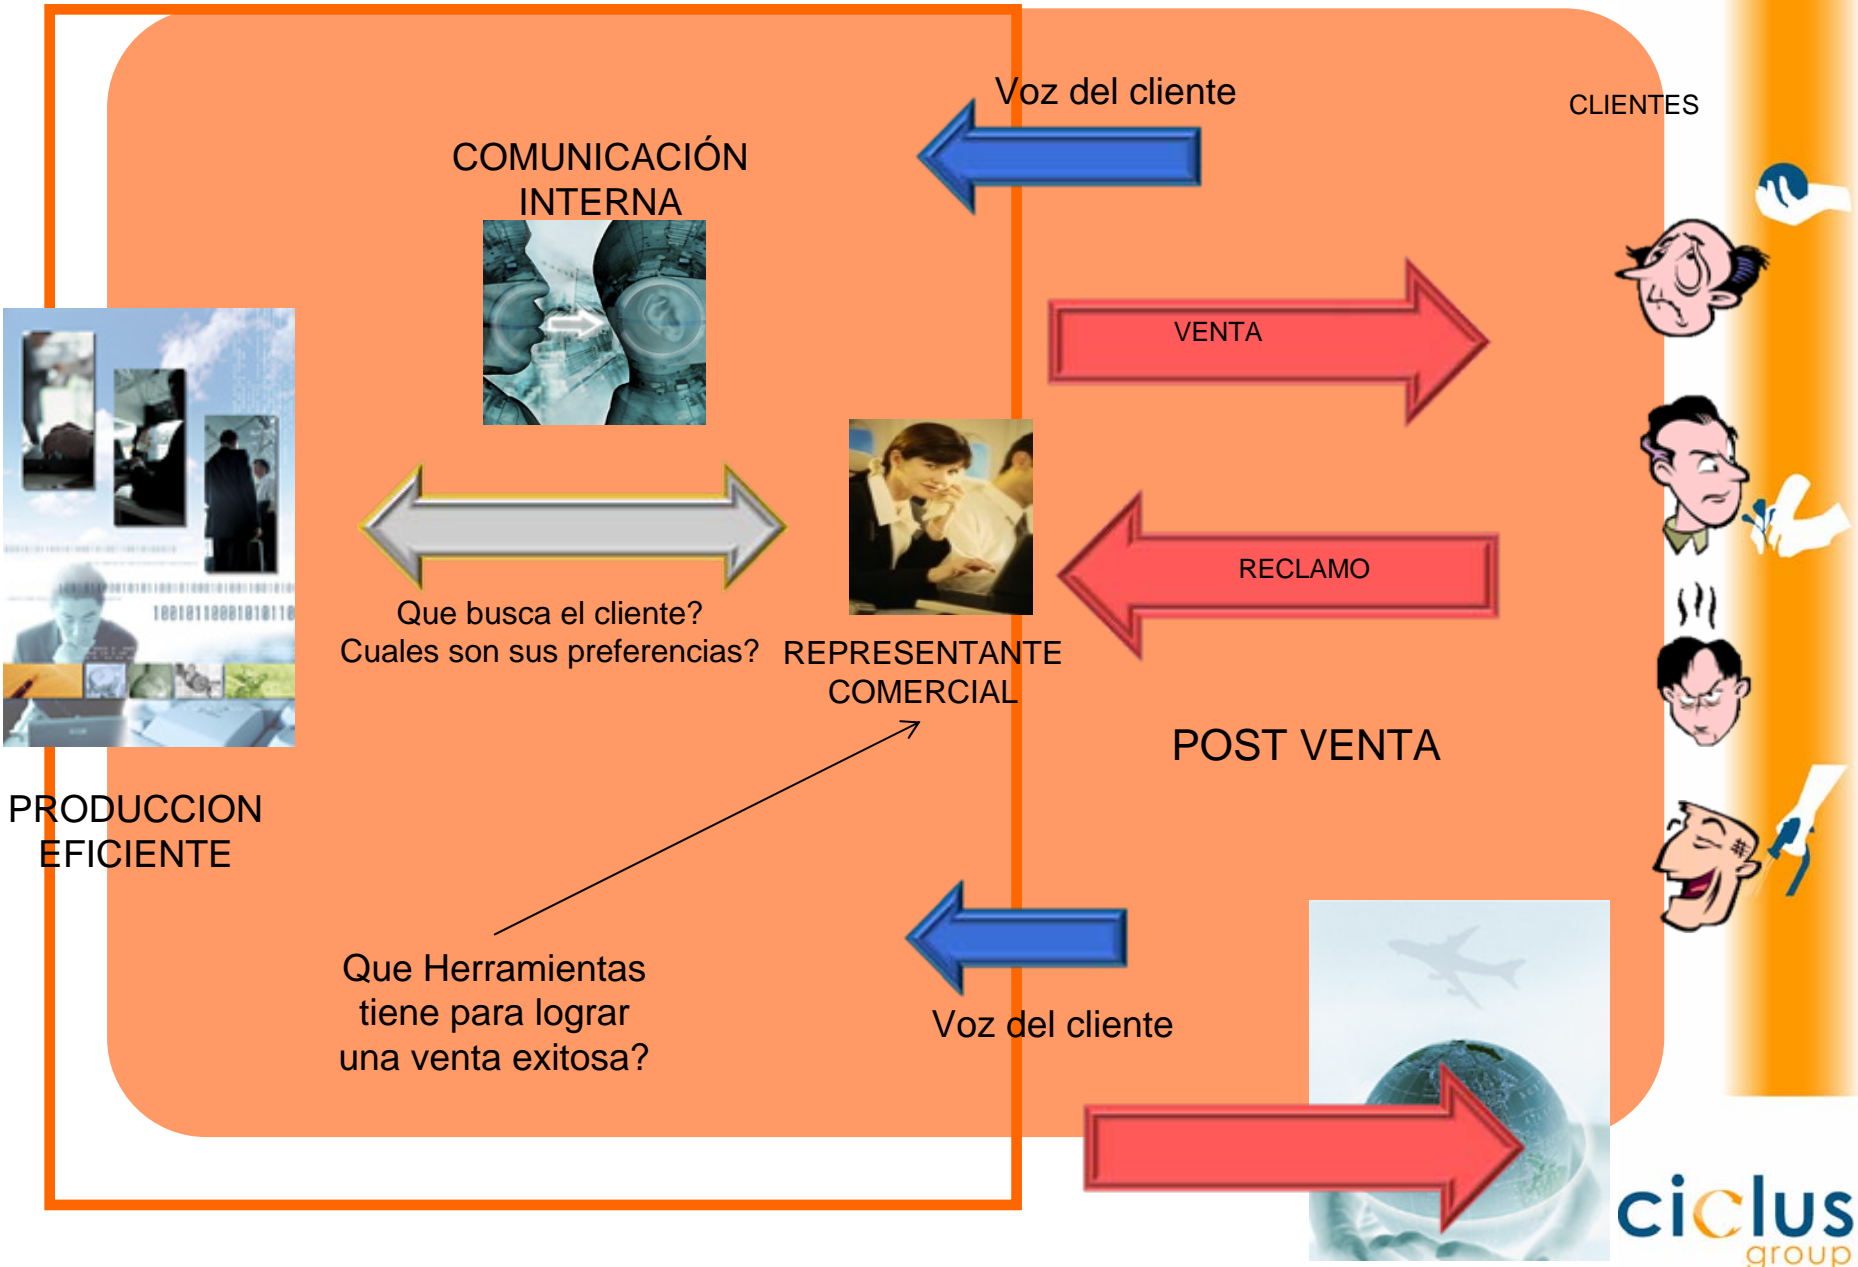 Voz del cliente
CLIENTES
COMUNICACIÓN
INTERNA
VENTA
RECLAMO
Que busca el cliente?
Cuales son sus preferencias?
REPRESENTANTE
COMERCIAL
POST VENTA
PRODUCCION
EFICIENTE
Que Herramientas
tiene para lograr
una venta exitosa?
Voz del cliente
ciclus
group